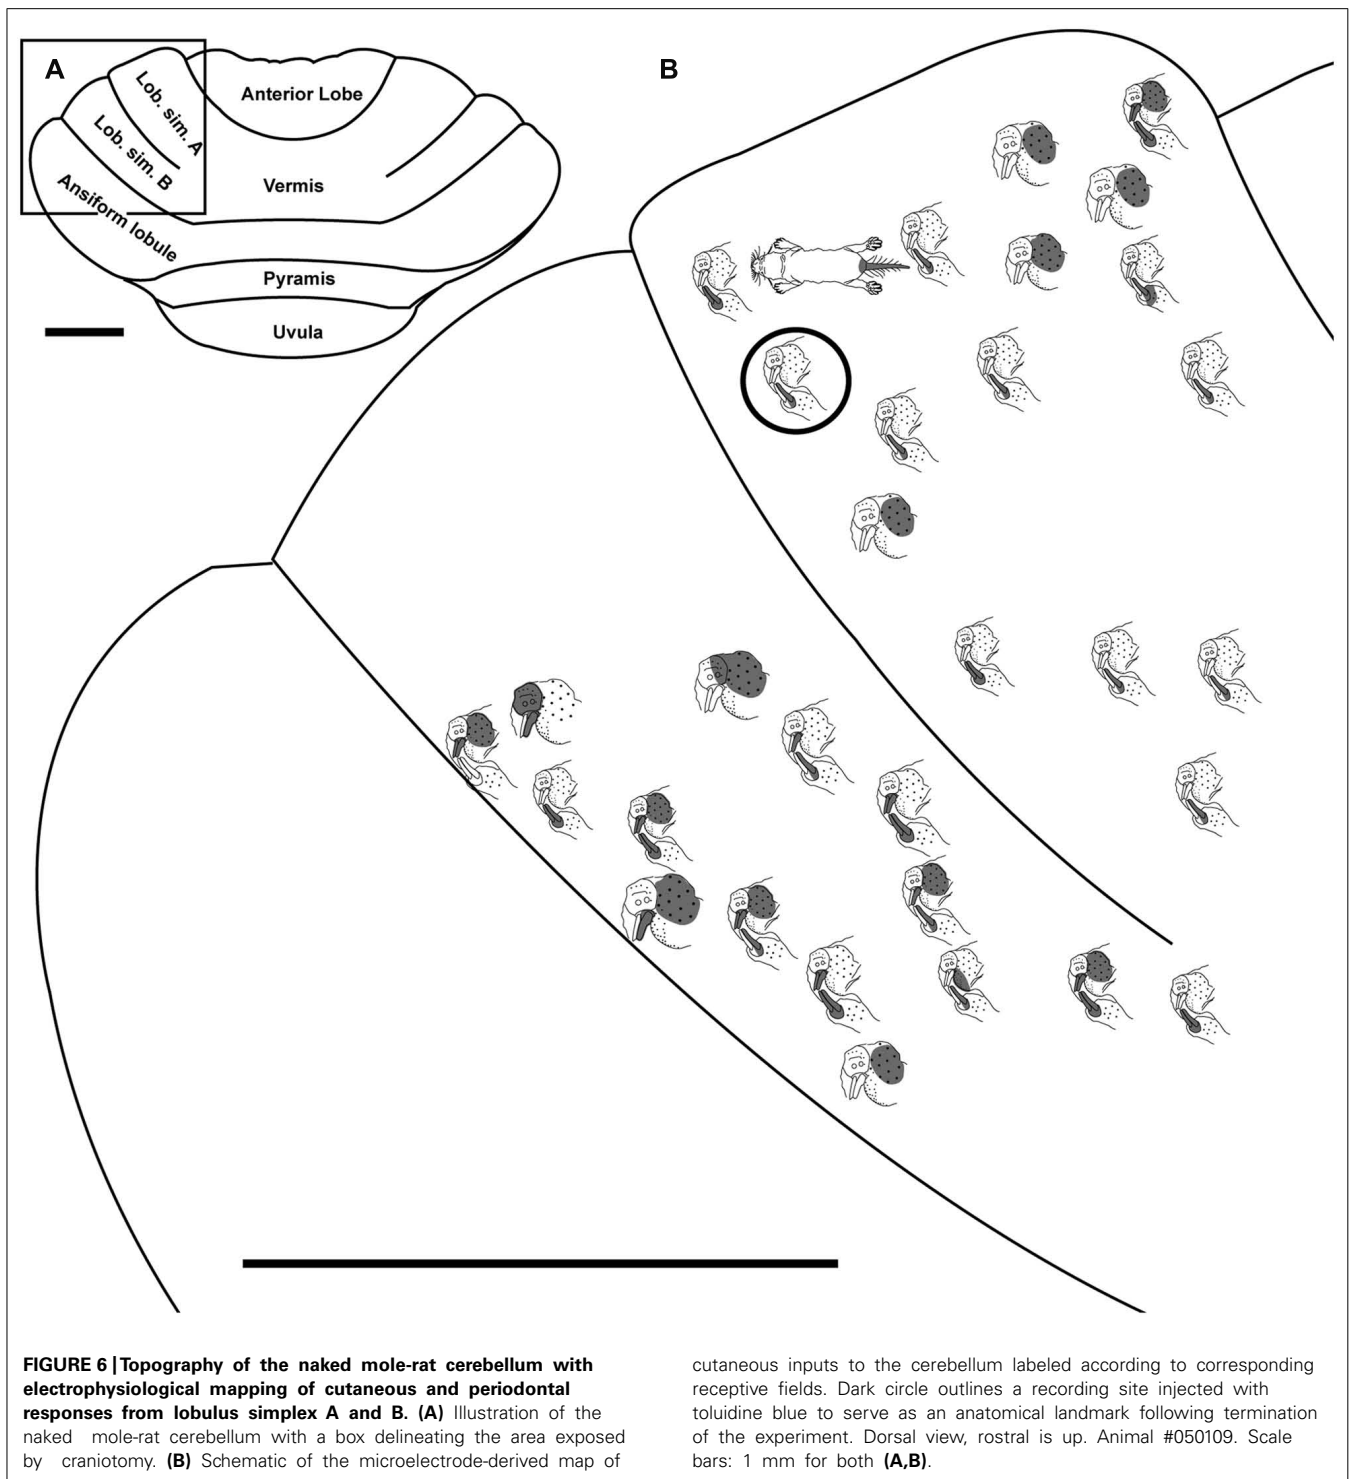 A
Lob. sim. A
Lob. sim. B
Ansiform lobule
Anterior Lobe
Vermis
Pyramis
Uvula
B
FIGURE 6 | Topography of the naked mole-rat cerebellum with
electrophysiological mapping of cutaneous and periodontal
responses from lobulus simplex A and B. (A) Illustration of the
naked mole-rat cerebellum with a box delineating the area exposed
by craniotomy. (B) Schematic of the microelectrode-derived map of
cutaneous inputs to the cerebellum labeled according to corresponding
receptive fields. Dark circle outlines a recording site injected with
toluidine blue to serve as an anatomical landmark following termination
of the experiment. Dorsal view, rostral is up. Animal #050109. Scale
bars: 1 mm for both (A,B).